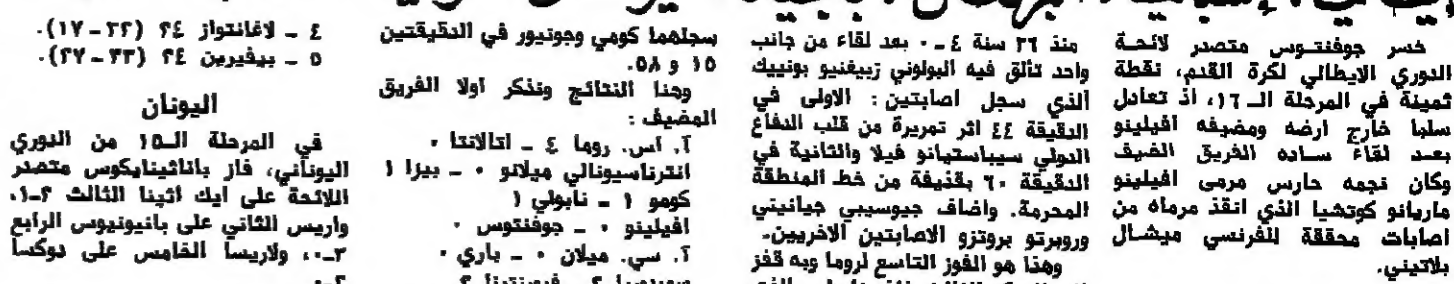 خسر جوفنتوس متصدر لائحة
الدوري الايطالي لكرة القدم، نقطة
ثمينة في المرحلة الـ ١٦، اذ تعادل
سلبا خارج ارضه ومضيفه افيلينو
بعد لقاء ساده الفريق الضيف
وكان نجمه حارس مرمى افيلينو
ماريانو كوتشيا الذي انقذ مرماه من
اصابات محققة للفرنسي ميشال
بلاتيني.
منذ ٢٦ سنة ٤ - ٠ بعد لقاء من جانب
واحد تالق فيه البولوني زبيغنيو بونييك
الذي سجل اصابتين : الاولى في
الدقيقة ٤٤ اثر تمريرة من قلب الدفاع
الدولي سيباستيانو فيلا والثانية في
الدقيقة ٦٠ بقذيفة من خط المنطقة
المحرمة. واضاف جيوسيبي جيانيني
وروبرتو بروتزو الاصابتين الاخريين.
وهذا هو الفوز التاسع لروما وبه قفز
سجلهما كومي وجونيور في الدقيقتين
١٥ و ٥٨.
وهنا النتائج ونذكر اولا الفريق
المضيف :
آ. اس. روما ٤ - اتالانتا ٠
انترناسيونالي ميلانو ٠ - بيزا ١
كومو ١ - نابولي ١
افيلينو ٠ - جوفنتوس ٠
آ. سي. ميلان ٠ - باري ٠
٤ - لاغانتواز ٢٤ (٢٢ - ١٧).
٥ - بيفيرين ٢٤ (٣٣ - ٢٧).
اليونان
في المرحلة الـ١٥ من الدوري
اليوناني، فاز باناثينايكوس متصدر
اللائحة على ايك اثينا الثالث ٢-١،
واريس الثاني على بانيونيوس الرابع
٣-٠، ولاريسا الخامس على دوكسا